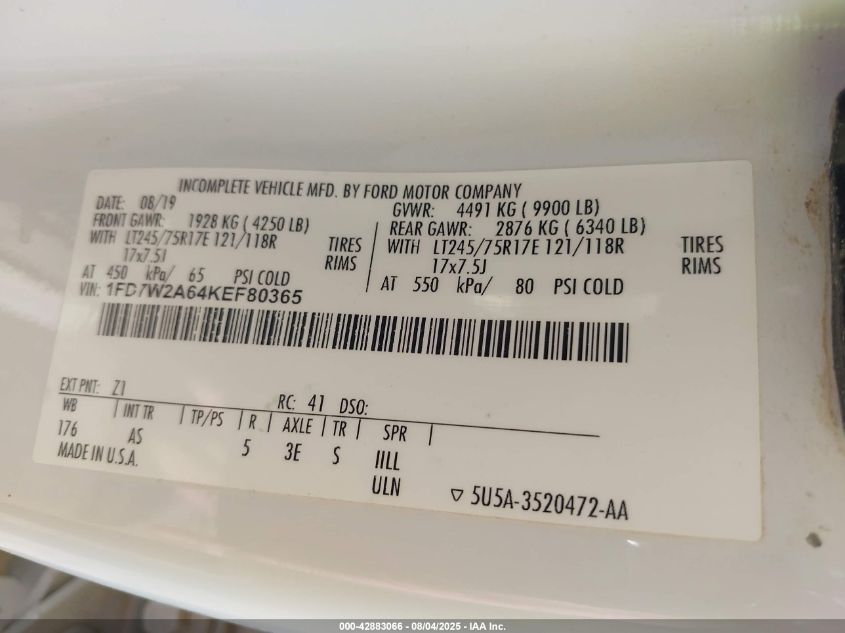 INCOMPLETE VEHICLE MFD. BY FORD MOTOR COMPANY
DATE: 08/19 GVWR: 4491 KG ( 9900 LB)
FRONT GAWR: 1928 KG ( 4250 LB) REAR GAWR: 2876 KG ( 6340 LB)
WITH LT245/75R17E 121/118R TIRES WITH LT245/75R17E 121/118R TIRES
17x7.5J RIMS 17x7.5J RIMS
AT 450 kPa/ 65 PSI COLD AT 550 kPa/ 80 PSI COLD
VIN: 1FD7W2A64KEF80365
EXT PNT: Z1 RC: 41 DSO:
WB INT TR TP/PS R AXLE TR SPR
176 AS 5 3E S IILL
MADE IN U.S.A. ULN 5U5A-3520472-AA
000-42883066 - 08/04/2025 - IAA Inc.